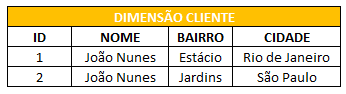 DIMENSÃO CLIENTE
ID NOME BAIRRO CIDADE
1 João Nunes Estácio Rio de Janeiro
2 João Nunes Jardins São Paulo